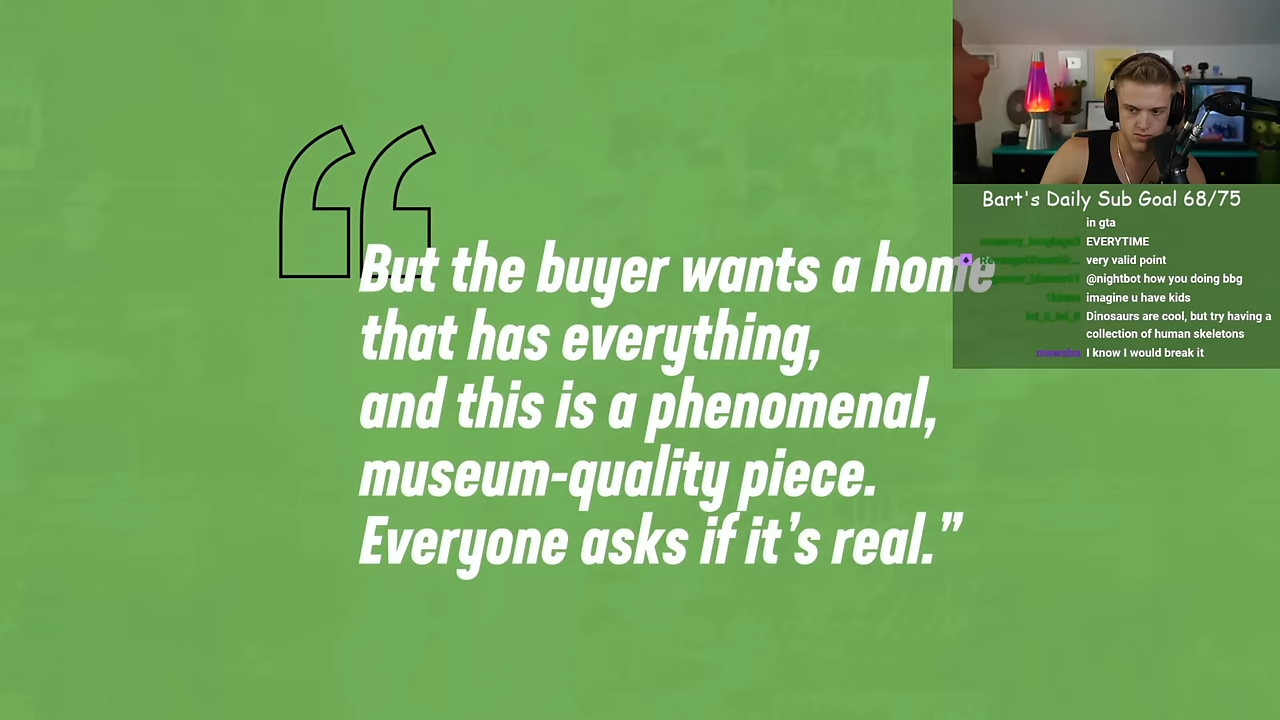 But the buyer wants a home
that has everything,
and this is a phenomenal,
museum-quality piece.
Everyone asks if it’s real.”
Bart's Daily Sub Goal 68/75
in gta
EVERYTIME
very valid point
@nightbot how you doing bbg
imagine u have kids
Dinosaurs are cool, but try having a
collection of human skeletons
I know I would break it